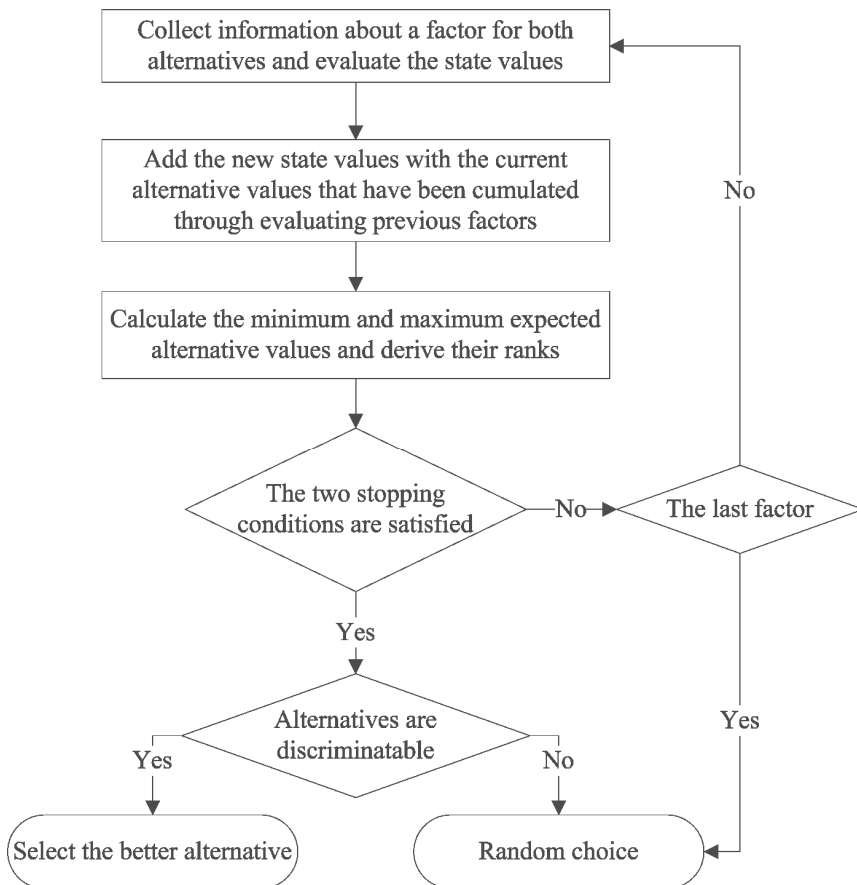 Collect information about a factor for both
alternatives and evaluate the state values
Add the new state values with the current
alternative values that have been cumulated
through evaluating previous factors
No
Calculate the minimum and maximum expected
alternative values and derive their ranks
The two stopping
conditions are satisfied
No
The last factor
Yes
Alternatives are
discriminatable
Yes
Yes
No
Select the better alternative
Random choice